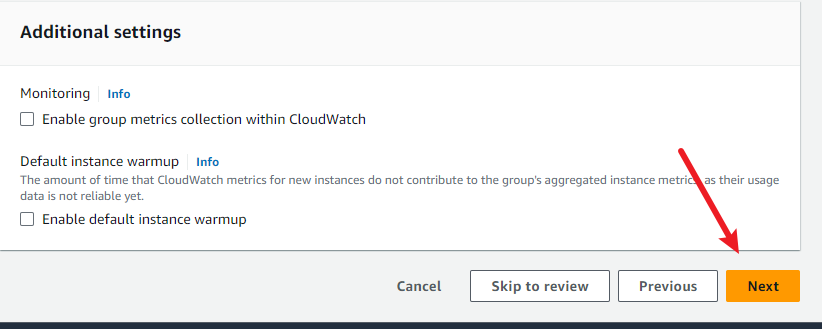 Additional settings
Monitoring Info
Enable group metrics collection within CloudWatch
Default instance warmup Info
The amount of time that CloudWatch metrics for new instances do not contribute to the group's aggregated instance metrics, as their usage
data is not reliable yet.
Enable default instance warmup
Cancel Skip to review Previous Next